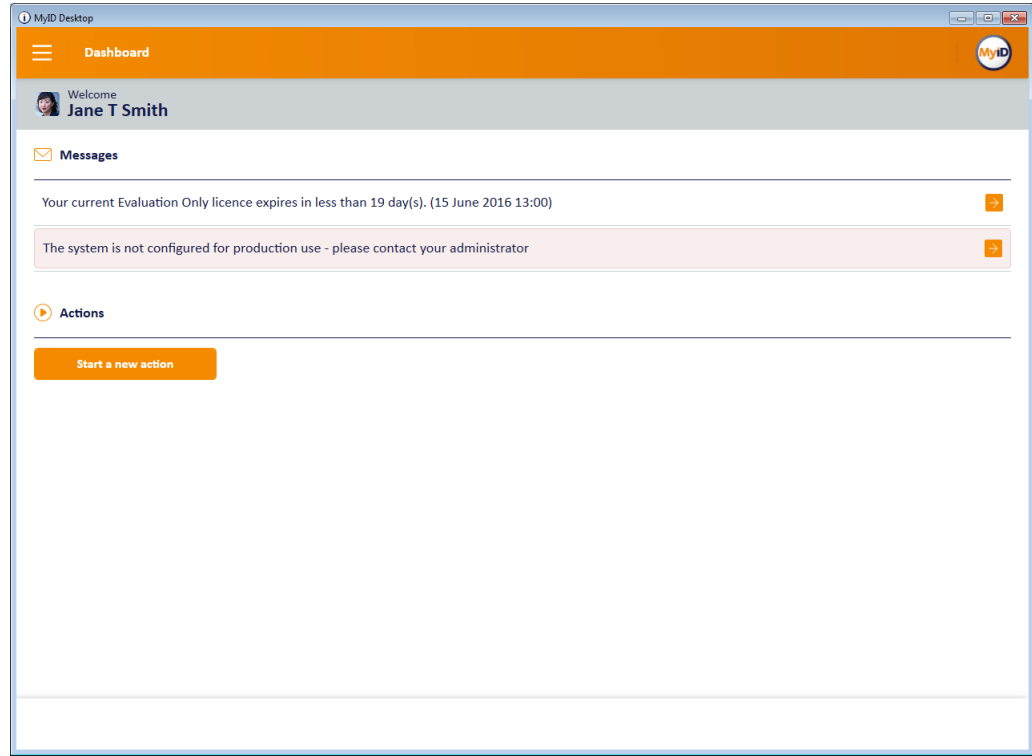 MyID Desktop
Dashboard
MyiD
Welcome
Jane T Smith
Messages
Your current Evaluation Only licence expires in less than 19 day(s). (15 June 2016 13:00)
The system is not configured for production use - please contact your administrator
Actions
Start a new action